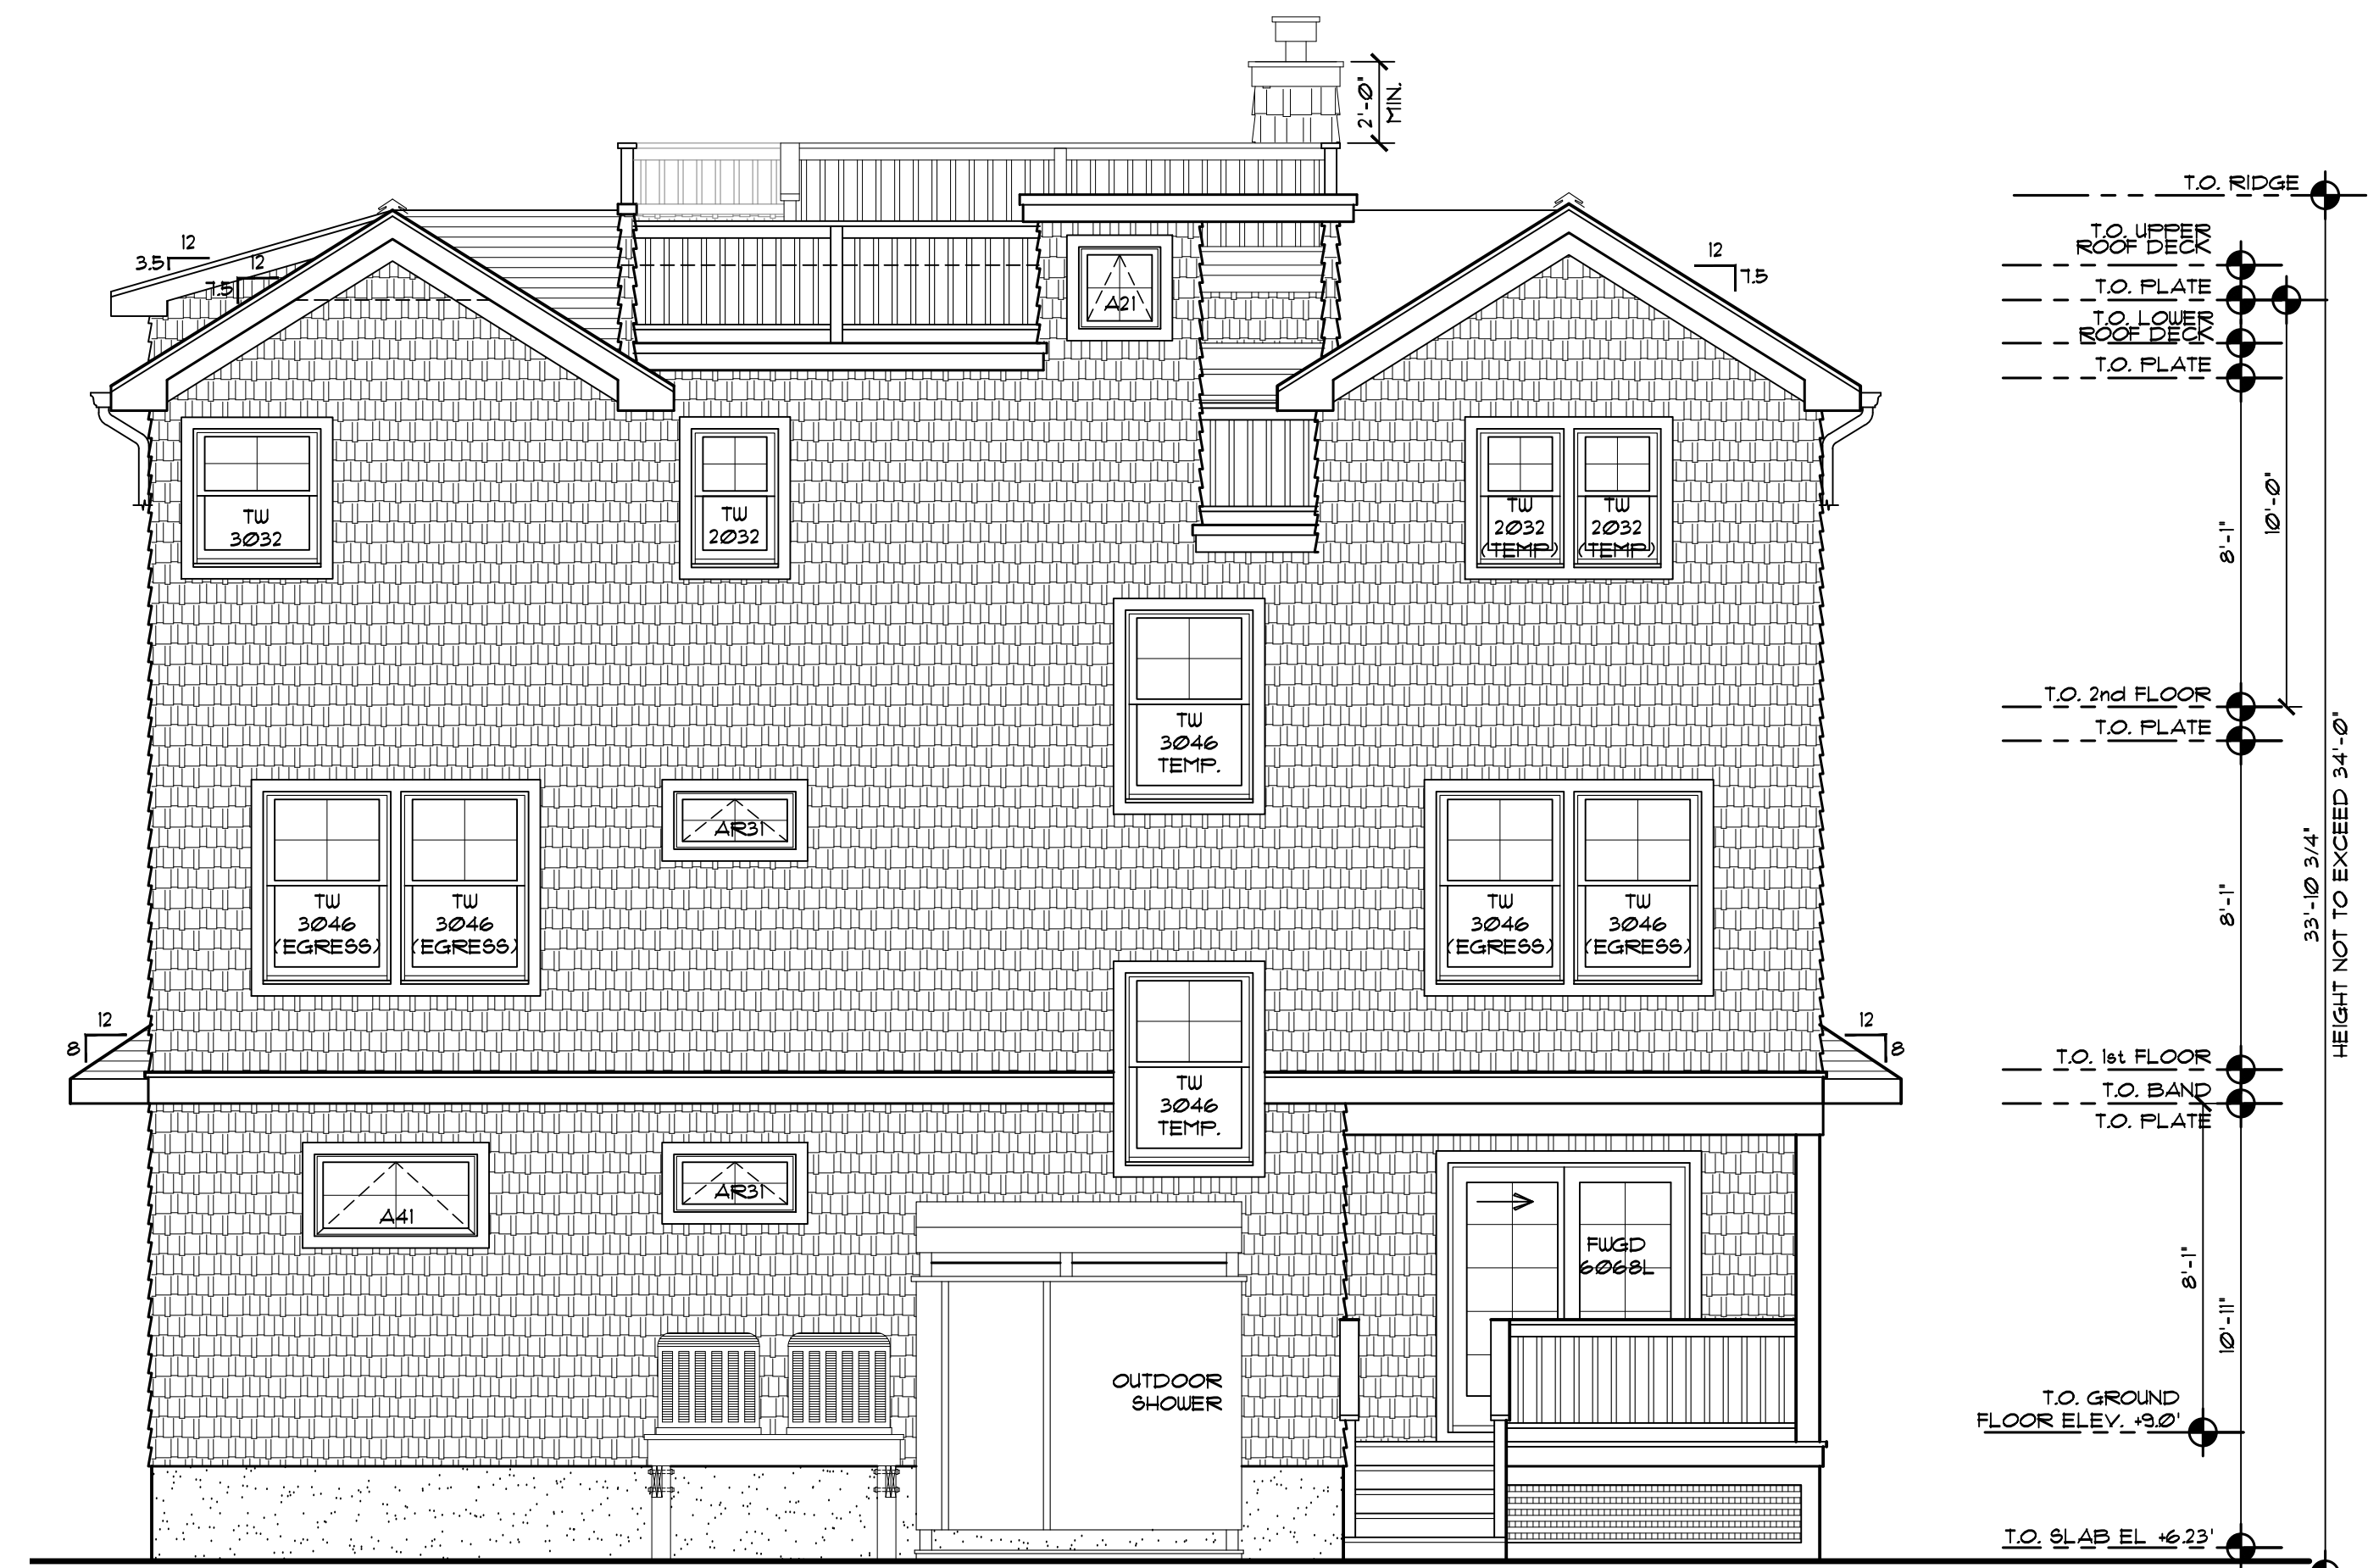 2'-0"
MIN.
T.O. RIDGE
12
3.5
12
7.5
12
7.5
A21
T.O. UPPER
ROOF DECK
T.O. PLATE
T.O. LOWER
ROOF DECK
T.O. PLATE
TW
3032
TW
2032
TW
2032
(TEMP)
TW
2032
(TEMP)
8'-1"
10'-0"
T.O. 2nd FLOOR
T.O. PLATE
TW
3046
TEMP.
AR31
TW
3046
(EGRESS)
TW
3046
(EGRESS)
TW
3046
(EGRESS)
TW
3046
(EGRESS)
8'-1"
33'-10 3/4"
HEIGHT NOT TO EXCEED 34'-0"
12
8
12
8
T.O. 1st FLOOR
T.O. BAND
T.O. PLATE
TW
3046
TEMP.
A41
AR31
FWGD
6068L
8'-1"
10'-11"
OUTDOOR
SHOWER
T.O. GROUND
FLOOR ELEV. +9.0'
T.O. SLAB EL +6.23'